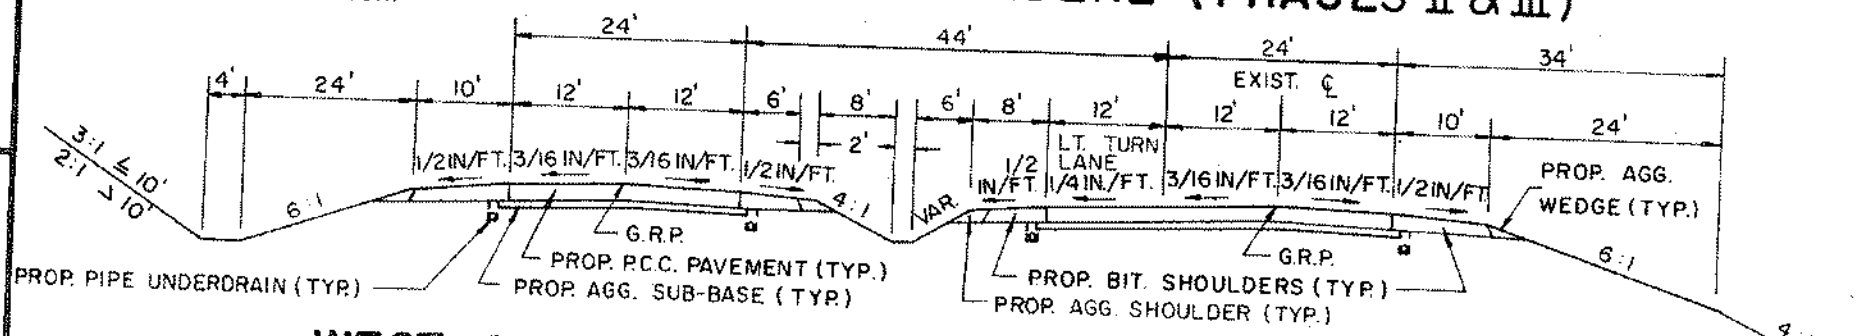 (PHASES II & III)
24' 44' 24' 34'
EXIST. ℄
4' 24' 10' 12' 12' 6' 8' 6' 8' 12' 12' 12' 10' 24'
2'
LT. TURN
LANE
3:1 ≤ 10'
2:1 > 10'
1/2 IN/FT. 3/16 IN/FT. 3/16 IN/FT. 1/2 IN/FT.
1/2
IN/FT. 1/4 IN./FT. 3/16 IN/FT. 3/16 IN/FT. 1/2 IN/FT.
PROP. AGG.
WEDGE (TYP.)
6:1 4:1 VAR. 6:1
G.R.P. G.R.P.
PROP. P.C.C. PAVEMENT (TYP.)
PROP. PIPE UNDERDRAIN (TYP.)
PROP. AGG. SUB-BASE (TYP.)
PROP. BIT. SHOULDERS (TYP.)
PROP. AGG. SHOULDER (TYP.)